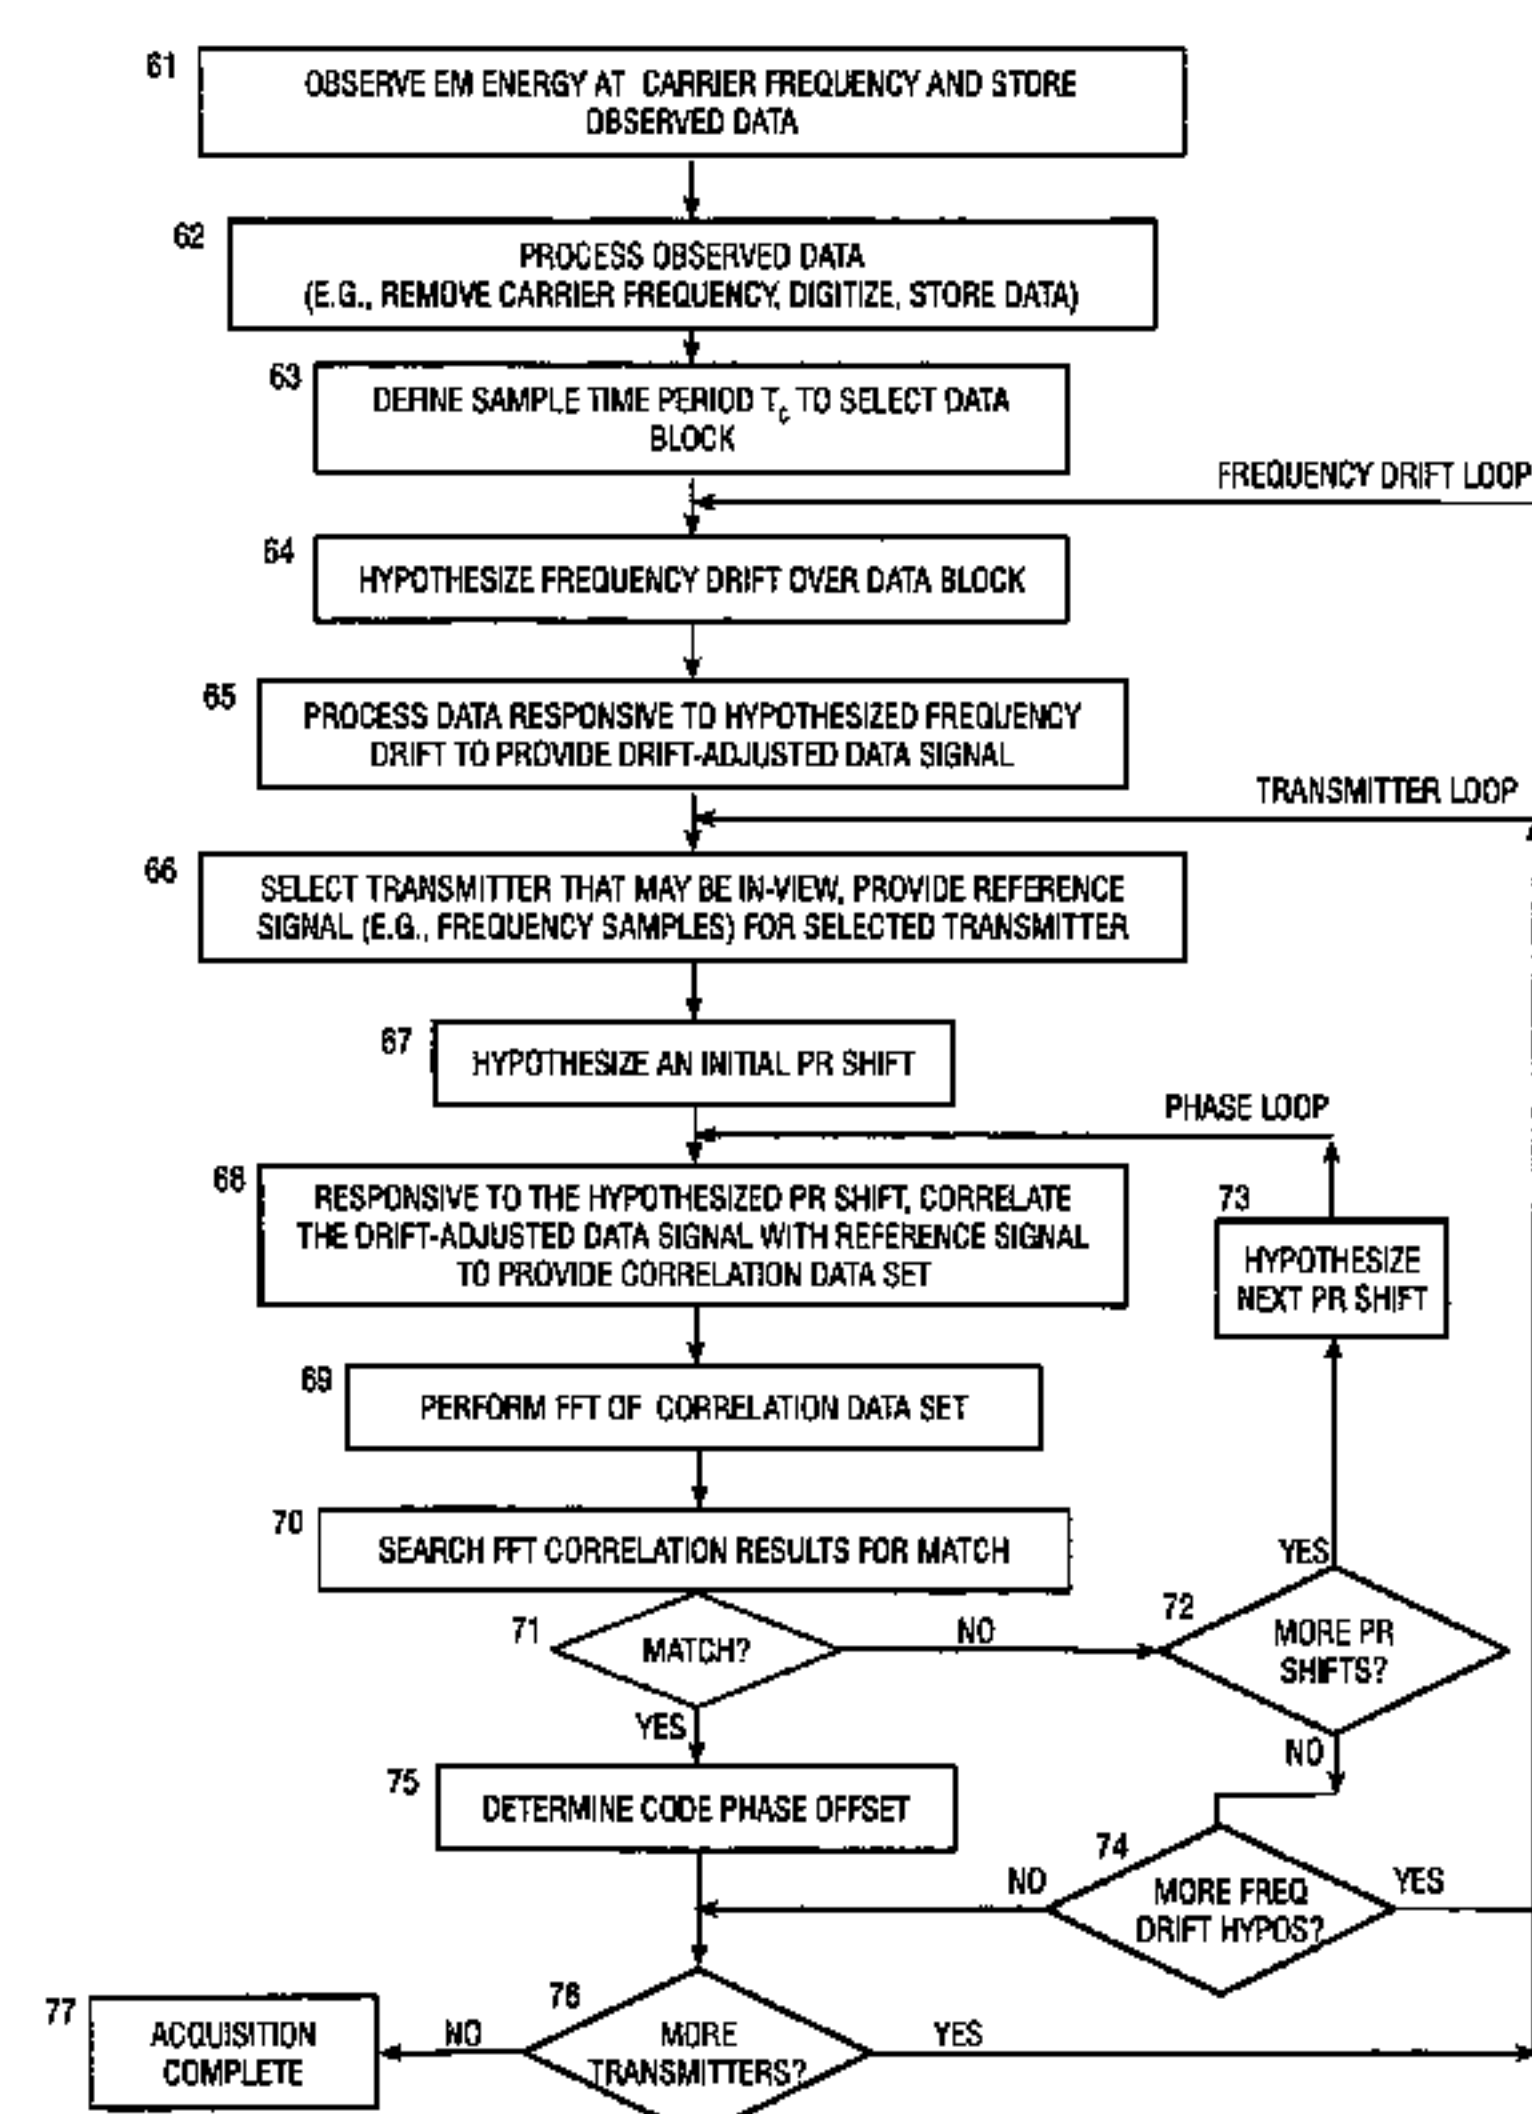 61
OBSERVE EM ENERGY AT CARRIER FREQUENCY AND STORE
OBSERVED DATA
62
PROCESS OBSERVED DATA
(E.G., REMOVE CARRIER FREQUENCY, DIGITIZE, STORE DATA)
63
DEFINE SAMPLE TIME PERIOD Tc TO SELECT DATA
BLOCK
FREQUENCY DRIFT LOOP
64
HYPOTHESIZE FREQUENCY DRIFT OVER DATA BLOCK
65
PROCESS DATA RESPONSIVE TO HYPOTHESIZED FREQUENCY
DRIFT TO PROVIDE DRIFT-ADJUSTED DATA SIGNAL
TRANSMITTER LOOP
66
SELECT TRANSMITTER THAT MAY BE IN-VIEW, PROVIDE REFERENCE
SIGNAL (E.G., FREQUENCY SAMPLES) FOR SELECTED TRANSMITTER
67
HYPOTHESIZE AN INITIAL PR SHIFT
PHASE LOOP
68
RESPONSIVE TO THE HYPOTHESIZED PR SHIFT, CORRELATE
THE DRIFT-ADJUSTED DATA SIGNAL WITH REFERENCE SIGNAL
TO PROVIDE CORRELATION DATA SET
73
HYPOTHESIZE
NEXT PR SHIFT
69
PERFORM FFT OF CORRELATION DATA SET
70
SEARCH FFT CORRELATION RESULTS FOR MATCH
71
MATCH?
NO
YES
72
MORE PR
SHIFTS?
YES
NO
75
DETERMINE CODE PHASE OFFSET
74
MORE FREQ
DRIFT HYPOS?
NO
YES
76
MORE
TRANSMITTERS?
NO
YES
77
ACQUISITION
COMPLETE